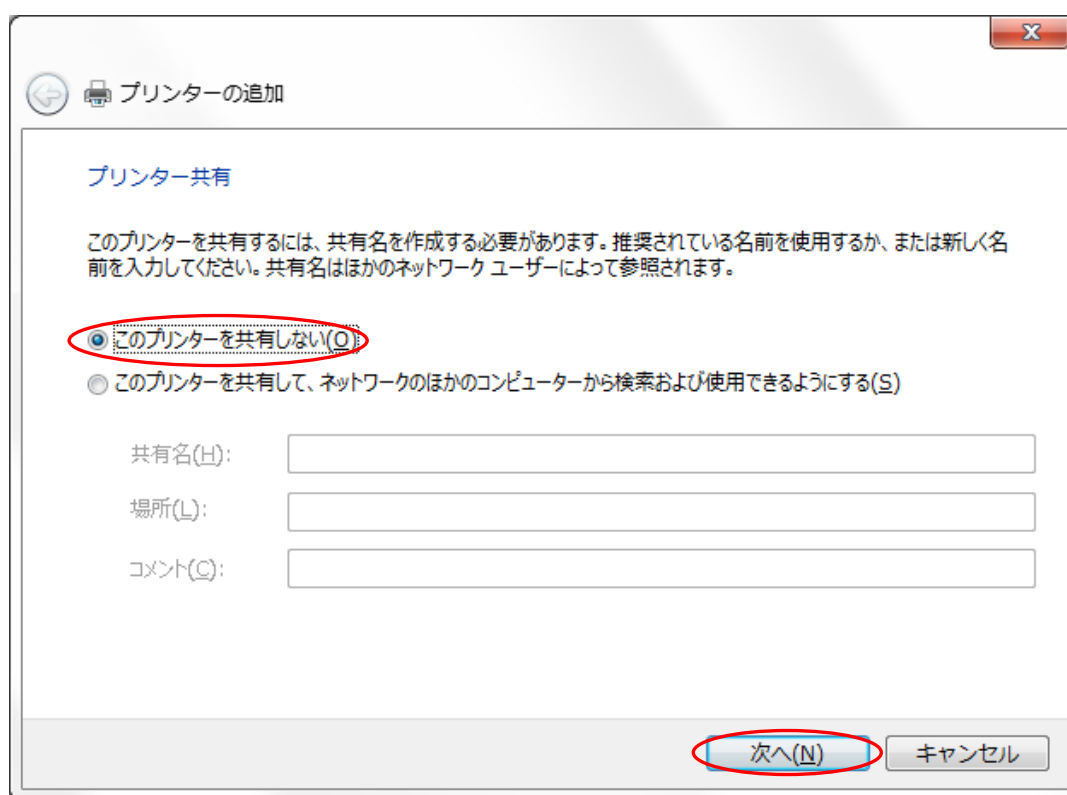 プリンターの追加
プリンター共有
このプリンターを共有するには、共有名を作成する必要があります。推奨されている名前を使用するか、または新しく名
前を入力してください。共有名はほかのネットワーク ユーザーによって参照されます。
このプリンターを共有しない(O)
このプリンターを共有して、ネットワークのほかのコンピューターから検索および使用できるようにする(S)
共有名(H):
場所(L):
コメント(C):
次へ(N) キャンセル